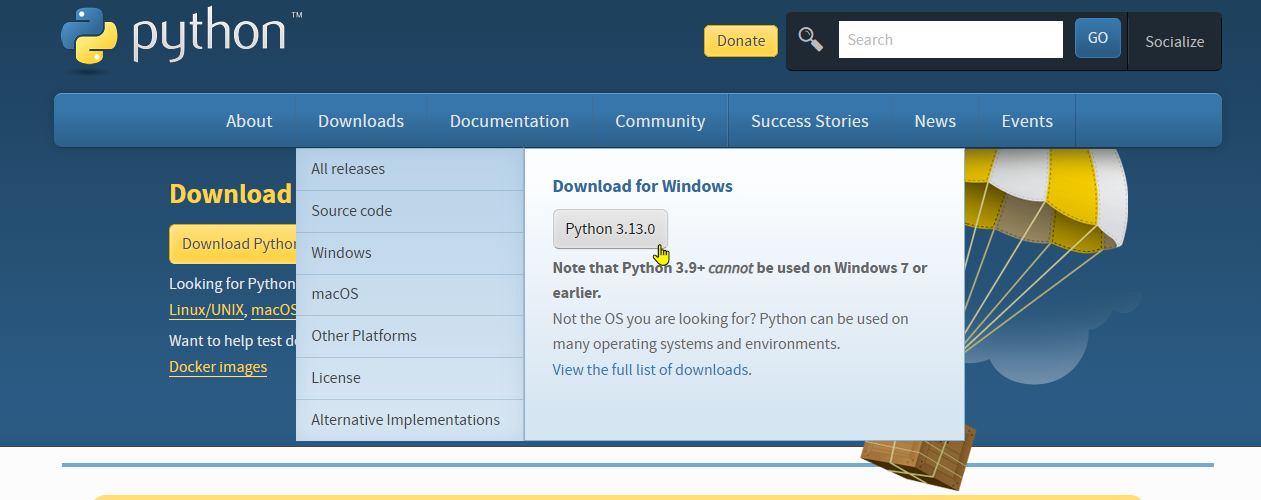 python™
Donate
Search
GO
Socialize
About
Downloads
Documentation
Community
Success Stories
News
Events
Download
Download Python
Looking for Python
Linux/UNIX, macOS
Want to help test
Docker images
All releases
Source code
Windows
macOS
Other Platforms
License
Alternative Implementations
Download for Windows
Python 3.13.0
Note that Python 3.9+ cannot be used on Windows 7 or
earlier.
Not the OS you are looking for? Python can be used on
many operating systems and environments.
View the full list of downloads.